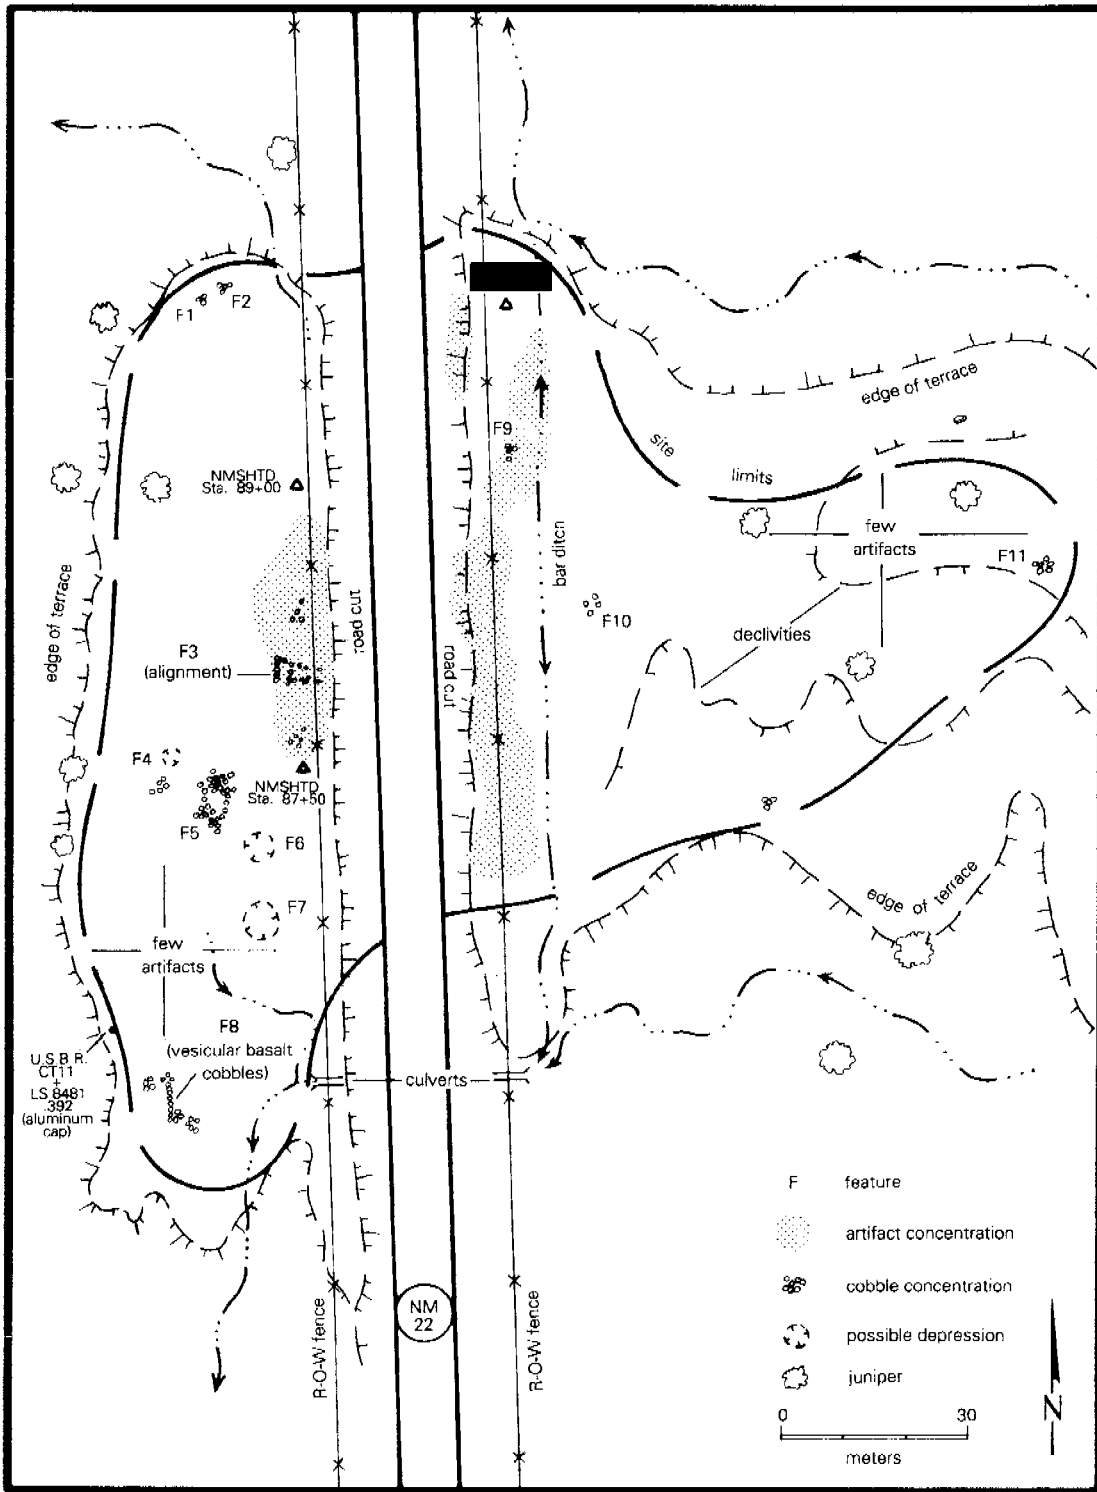 F1
F2
edge of terrace
site
limits
F9
NMSHTD
Sta. 89+00
few
artifacts
F11
bar ditch
F10
road cut
road cut
edge of terrace
declivities
F3
(alignment)
F4
NMSHTD
Sta. 87+50
F5
F6
F7
edge of terrace
few
artifacts
F8
(vesicular basalt
cobbles)
U.S.B.R.
CT11
+
LS 8481
.392
(aluminum
cap)
culverts
F feature
artifact concentration
cobble concentration
possible depression
juniper
NM
22
R-O-W fence
R-O-W fence
0 30
meters
N